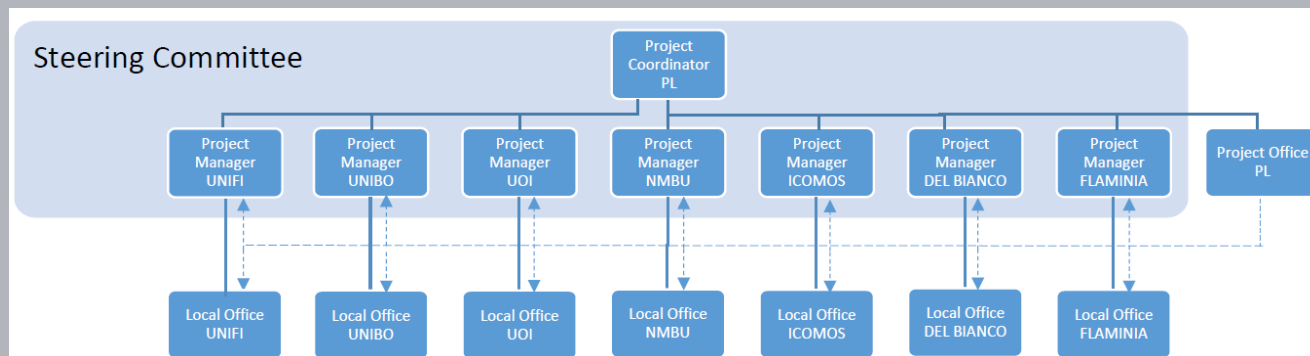 Steering Committee
Project
Coordinator
PL
Project
Manager
UNIFI
Project
Manager
UNIBO
Project
Manager
UOI
Project
Manager
NMBU
Project
Manager
ICOMOS
Project
Manager
DEL BIANCO
Project
Manager
FLAMINIA
Project Office
PL
Local Office
UNIFI
Local Office
UNIBO
Local Office
UOI
Local Office
NMBU
Local Office
ICOMOS
Local Office
DEL BIANCO
Local Office
FLAMINIA